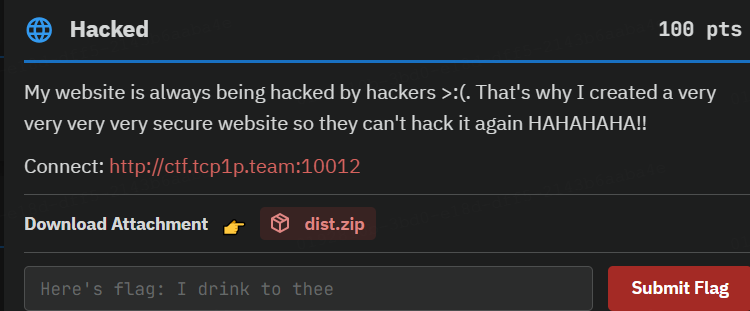 Hacked 100 pts
My website is always being hacked by hackers >:(. That's why I created a very
very very very very secure website so they can't hack it again HAHAHAHA!!
Connect: http://ctf.tcp1p.team:10012
Download Attachment 👉 dist.zip
Here's flag: I drink to thee Submit Flag